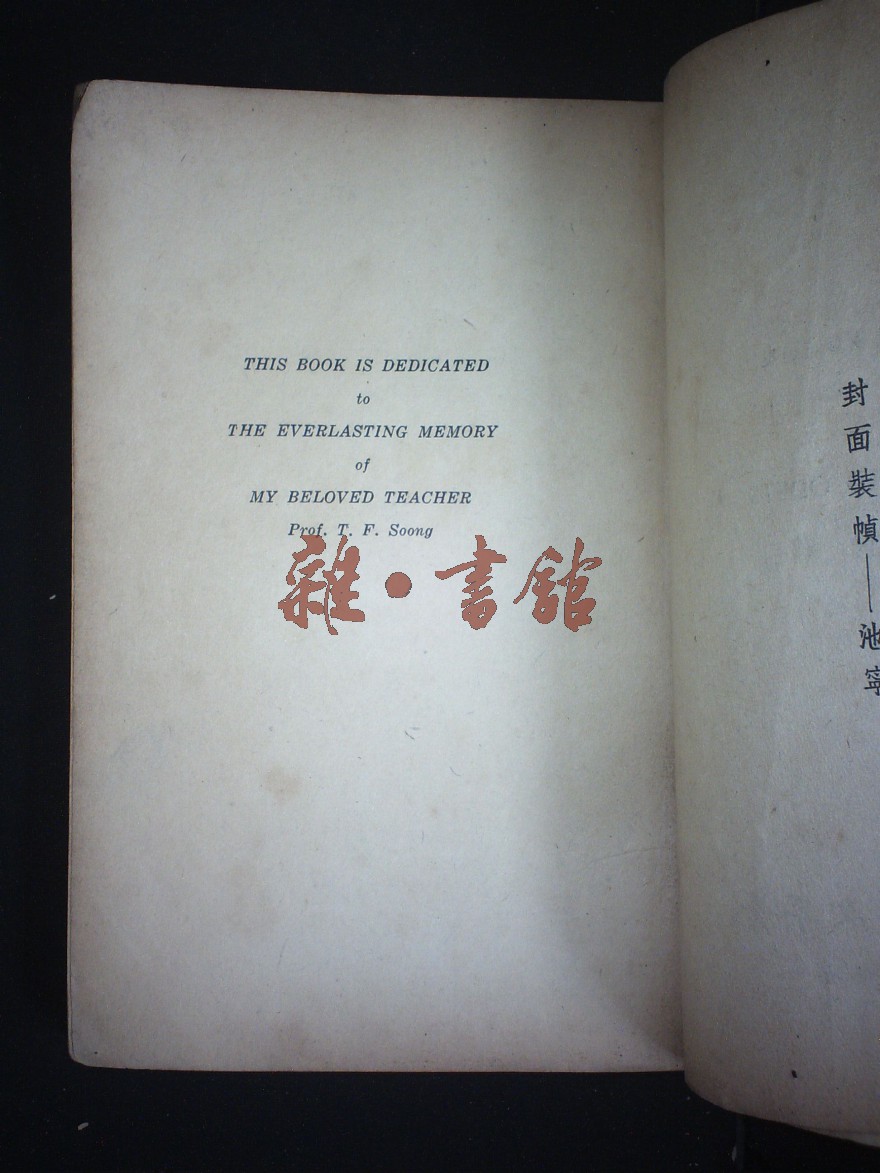 THIS BOOK IS DEDICATED
to
THE EVERLASTING MEMORY
of
MY BELOVED TEACHER
Prof. T. F. Soong
雜·書館
封面裝幀——池寧